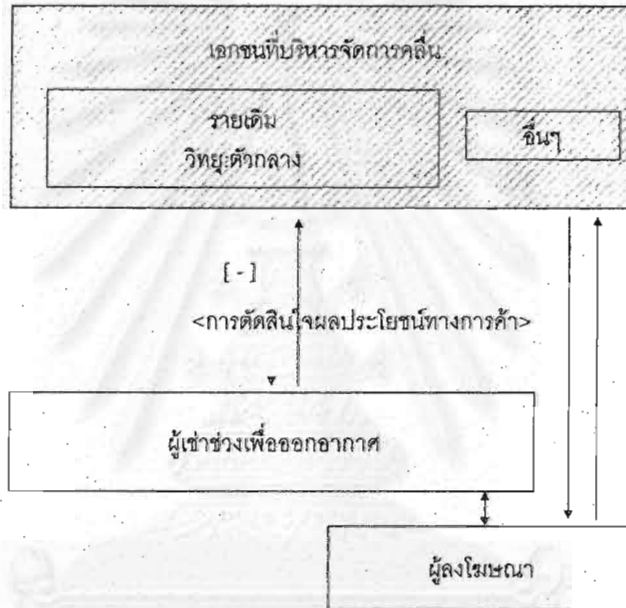 เอกชนที่บริหารจัดการคลื่น
รายเดิม
วิทยุ:ตัวกลาง
อื่นๆ
[ - ]
<การตัดสินใจผลประโยชน์ทางการค้า>
ผู้เช่าช่วงเพื่อออกอากาศ
ผู้ลงโฆษณา